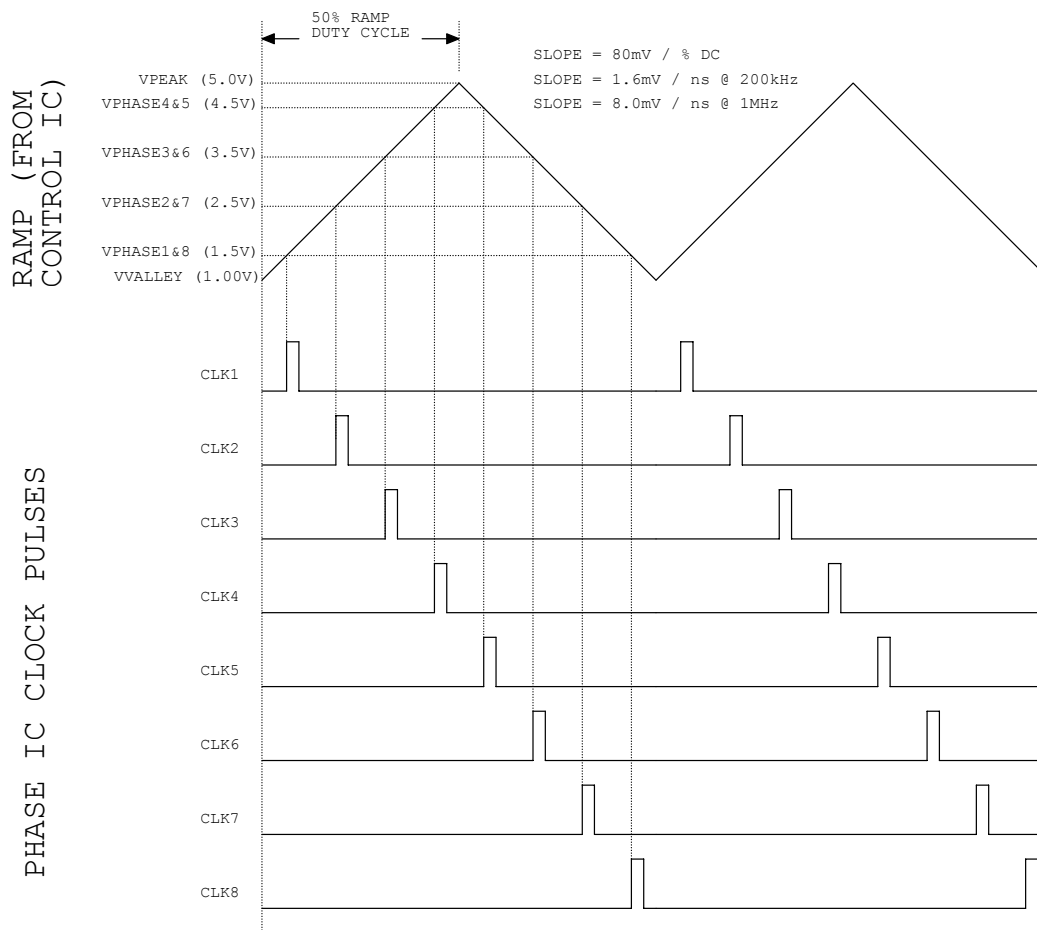 50% RAMP
DUTY CYCLE
SLOPE = 80mV / % DC
SLOPE = 1.6mV / ns @ 200kHz
SLOPE = 8.0mV / ns @ 1MHz
VPEAK (5.0V)
VPHASE4&5 (4.5V)
VPHASE3&6 (3.5V)
VPHASE2&7 (2.5V)
VPHASE1&8 (1.5V)
VVALLEY (1.00V)
RAMP (FROM
CONTROL IC)
CLK1
CLK2
CLK3
CLK4
CLK5
CLK6
CLK7
CLK8
PHASE IC CLOCK PULSES